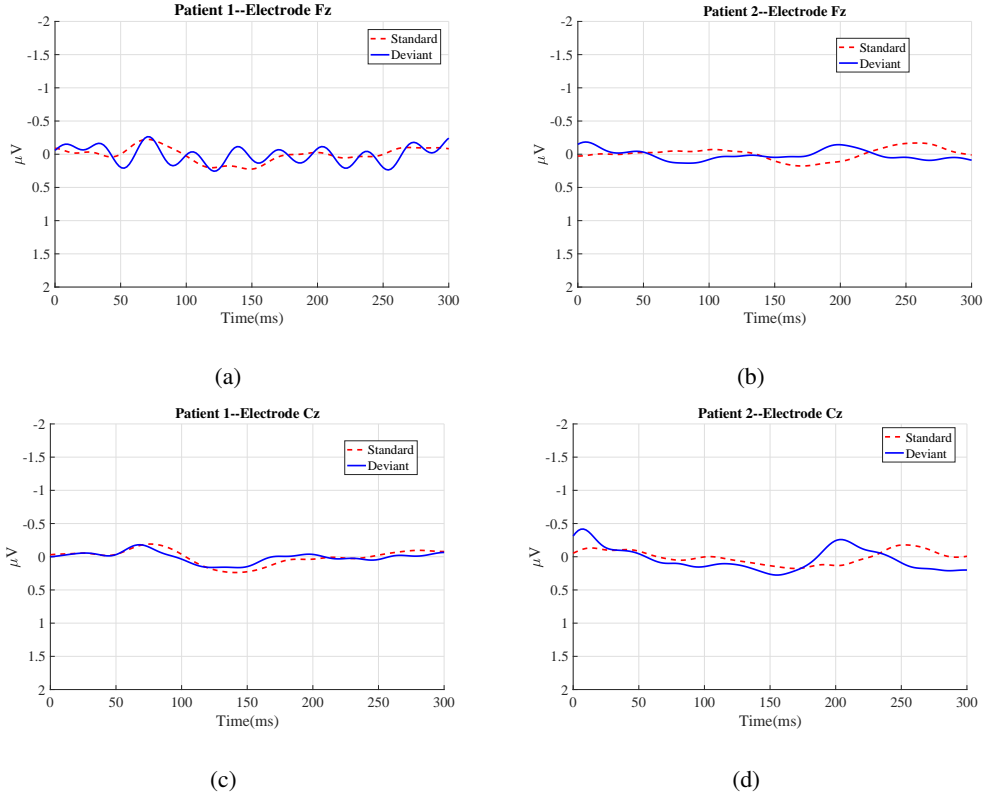 Patient 1--Electrode Fz
-2
-1.5
-1
-0.5
0
0.5
1
1.5
2
μV
Standard
Deviant
0 50 100 150 200 250 300
Time(ms)
(a)
Patient 2--Electrode Fz
-2
-1.5
-1
-0.5
0
0.5
1
1.5
2
μV
Standard
Deviant
0 50 100 150 200 250 300
Time(ms)
(b)
Patient 1--Electrode Cz
-2
-1.5
-1
-0.5
0
0.5
1
1.5
2
μV
Standard
Deviant
0 50 100 150 200 250 300
Time(ms)
(c)
Patient 2--Electrode Cz
-2
-1.5
-1
-0.5
0
0.5
1
1.5
2
μV
Standard
Deviant
0 50 100 150 200 250 300
Time(ms)
(d)